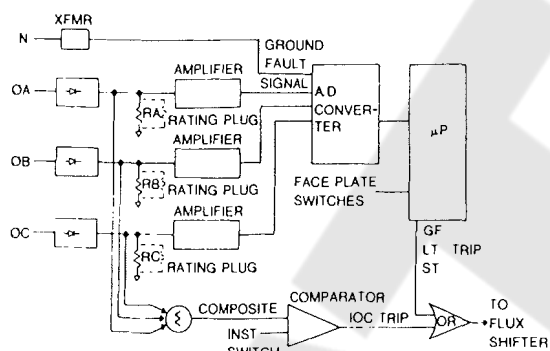 XFMR
N
GROUND
FAULT
SIGNAL
AMPLIFIER
OA
RA
RATING PLUG
A.D
CONVER-
TER
μP
AMPLIFIER
OB
RB
RATING PLUG
FACE PLATE
SWITCHES
AMPLIFIER
OC
RC
RATING PLUG
GF
LT TRIP
ST
COMPOSITE
COMPARATOR
IOC TRIP
INST
SWITCH
OR
TO
FLUX
SHIFTER